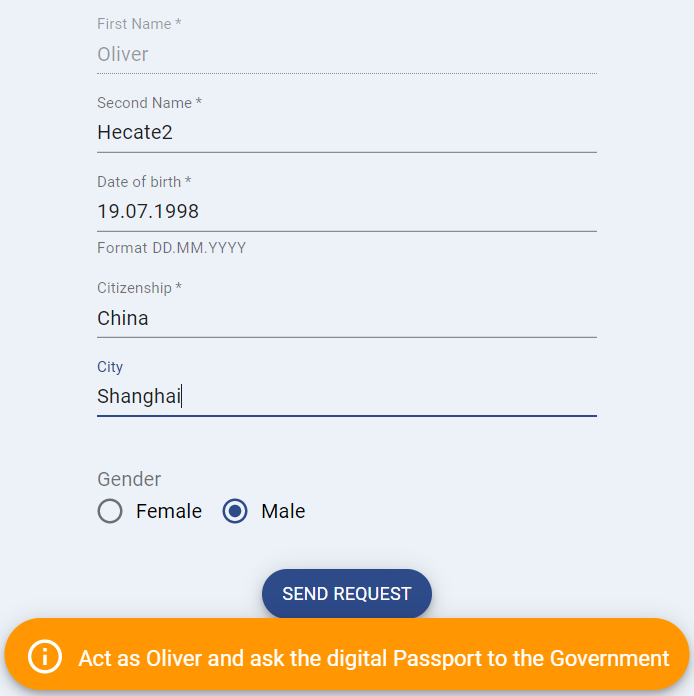 First Name *
Oliver
Second Name *
Hecate2
Date of birth *
19.07.1998
Format DD.MM.YYYY
Citizenship *
China
City
Shanghai
Gender
Female Male
SEND REQUEST
Act as Oliver and ask the digital Passport to the Government